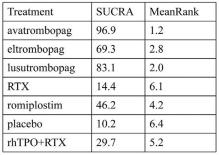 Treatment SUCRA MeanRank
avatrombopag 96.9 1.2
eltrombopag 69.3 2.8
lusutrombopag 83.1 2.0
RTX 14.4 6.1
romiplostim 46.2 4.2
placebo 10.2 6.4
rhTPO+RTX 29.7 5.2